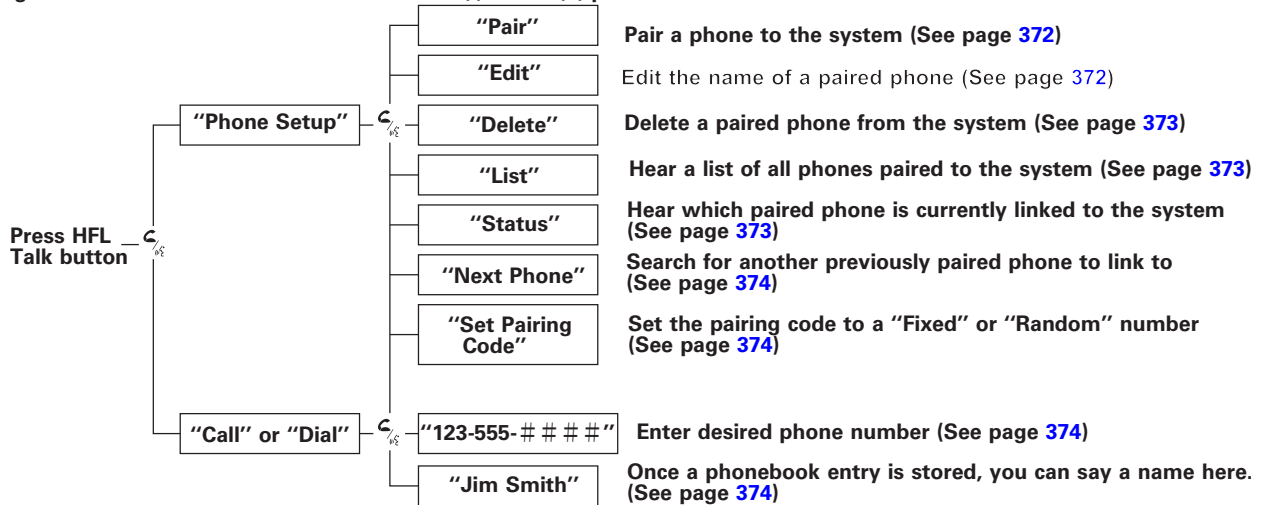 "Pair"
Pair a phone to the system (See page 372)
"Edit"
Edit the name of a paired phone (See page 372)
"Phone Setup"
"Delete"
Delete a paired phone from the system (See page 373)
"List"
Hear a list of all phones paired to the system (See page 373)
"Status"
Hear which paired phone is currently linked to the system
(See page 373)
Press HFL
Talk button
"Next Phone"
Search for another previously paired phone to link to
(See page 374)
"Set Pairing
Code"
Set the pairing code to a "Fixed" or "Random" number
(See page 374)
"Call" or "Dial"
"123-555-####"
Enter desired phone number (See page 374)
"Jim Smith"
Once a phonebook entry is stored, you can say a name here.
(See page 374)